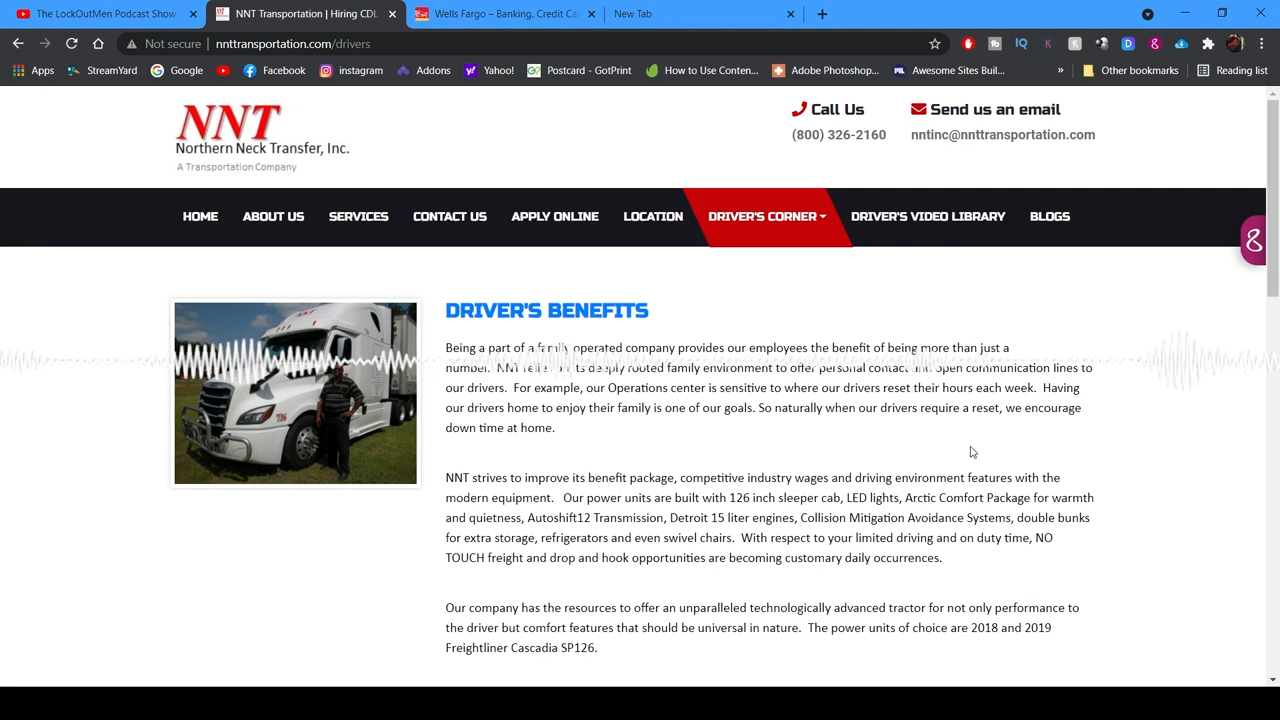 The LockOutMen Podcast Show
NNT Transportation | Hiring CDL
Wells Fargo – Banking, Credit Ca
New Tab
Not secure
nnttransportation.com/drivers
Apps
StreamYard
Google
Facebook
instagram
Addons
Yahoo!
Postcard - GotPrint
How to Use Conten...
Adobe Photoshop...
Awesome Sites Buil...
»
Other bookmarks
Reading list
NNT
Northern Neck Transfer, Inc.
A Transportation Company
Call Us
(800) 326-2160
Send us an email
nntinc@nnttransportation.com
HOME
ABOUT US
SERVICES
CONTACT US
APPLY ONLINE
LOCATION
DRIVER'S CORNER
DRIVER'S VIDEO LIBRARY
BLOGS
DRIVER'S BENEFITS
Being a part of a family operated company provides our employees the benefit of being more than just a
number. NNT relies on its deeply rooted family environment to offer personal contact and open communication lines to
our drivers. For example, our Operations center is sensitive to where our drivers reset their hours each week. Having
our drivers home to enjoy their family is one of our goals. So naturally when our drivers require a reset, we encourage
down time at home.
NNT strives to improve its benefit package, competitive industry wages and driving environment features with the
modern equipment. Our power units are built with 126 inch sleeper cab, LED lights, Arctic Comfort Package for warmth
and quietness, Autoshift12 Transmission, Detroit 15 liter engines, Collision Mitigation Avoidance Systems, double bunks
for extra storage, refrigerators and even swivel chairs. With respect to your limited driving and on duty time, NO
TOUCH freight and drop and hook opportunities are becoming customary daily occurrences.
Our company has the resources to offer an unparalleled technologically advanced tractor for not only performance to
the driver but comfort features that should be universal in nature. The power units of choice are 2018 and 2019
Freightliner Cascadia SP126.